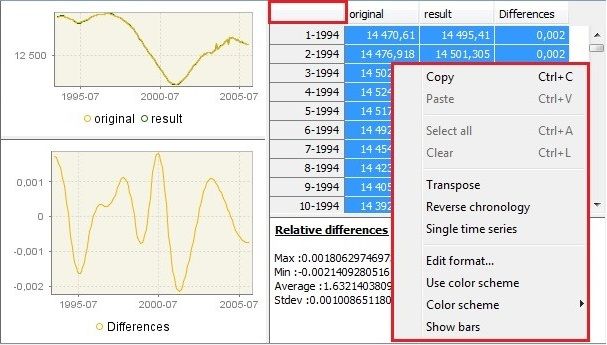 12 500
1995-07 2000-07 2005-07
original result
0,001
0
-0,001
-0,002
1995-07 2000-07 2005-07
Differences
original result Differences
1-1994 14 470,61 14 495,41 0,002
2-1994 14 476,918 14 501,305 0,002
3-1994 14 502
4-1994 14 524
5-1994 14 517
6-1994 14 492
7-1994 14 454
8-1994 14 423
9-1994 14 405
10-1994 14 392
Copy Ctrl+C
Paste Ctrl+V
Select all Ctrl+A
Clear Ctrl+L
Transpose
Reverse chronology
Single time series
Edit format...
Use color scheme
Color scheme
Show bars
Relative differences
Max :0.0018062974697
Min :-0.0021409280516
Average :1.6321403980
Stdev :0.001008651180